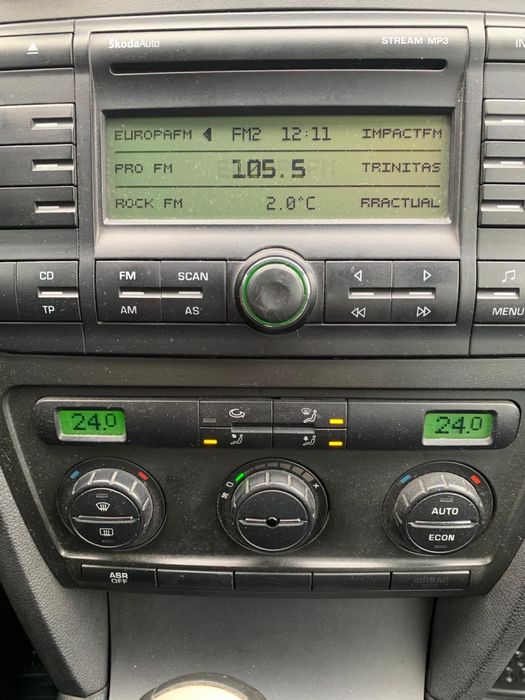 ŠkodaAuto STREAM MP3
EUROPAFM FM2 12:11 IMPACTFM
PRO FM 105.5 TRINITAS
ROCK FM 2.0°C RRACTUAL
CD FM SCAN
TP AM AS MENU
24.0 24.0
0
AUTO
ECON
ASR
OFF
AIRBAG